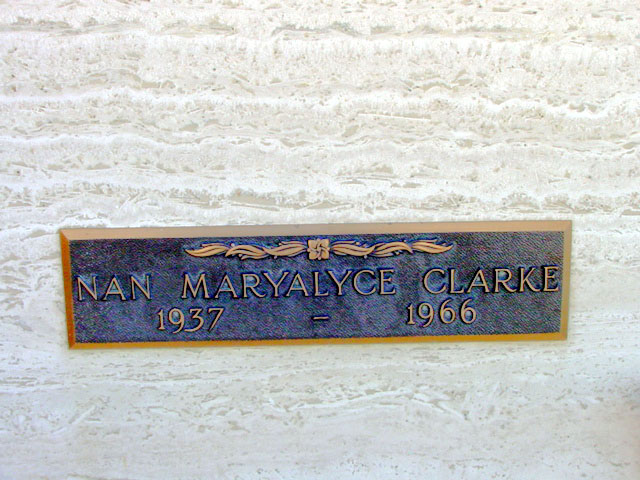 NAN MARYALYCE CLARKE
1937 – 1966